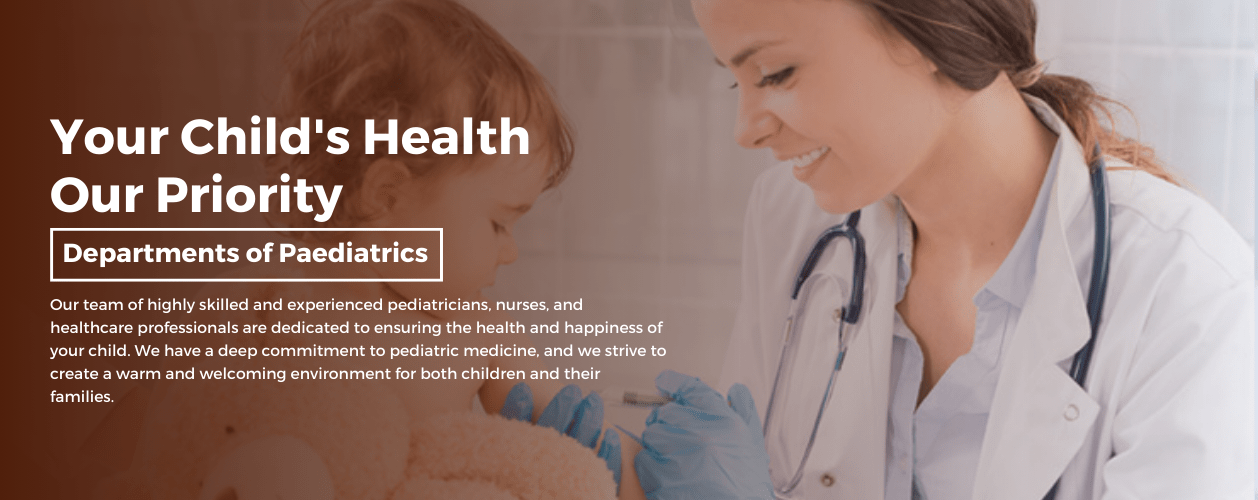 Your Child's Health
Our Priority
Departments of Paediatrics
Our team of highly skilled and experienced pediatricians, nurses, and
healthcare professionals are dedicated to ensuring the health and happiness of
your child. We have a deep commitment to pediatric medicine, and we strive to
create a warm and welcoming environment for both children and their
families.